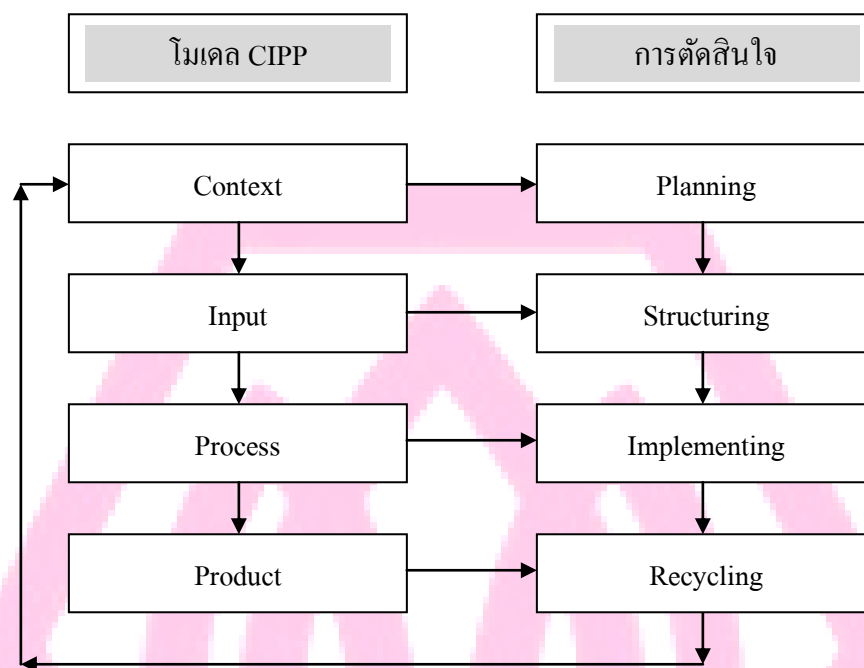 โมเดล CIPP
การตัดสินใจ
Context
Planning
Input
Structuring
Process
Implementing
Product
Recycling